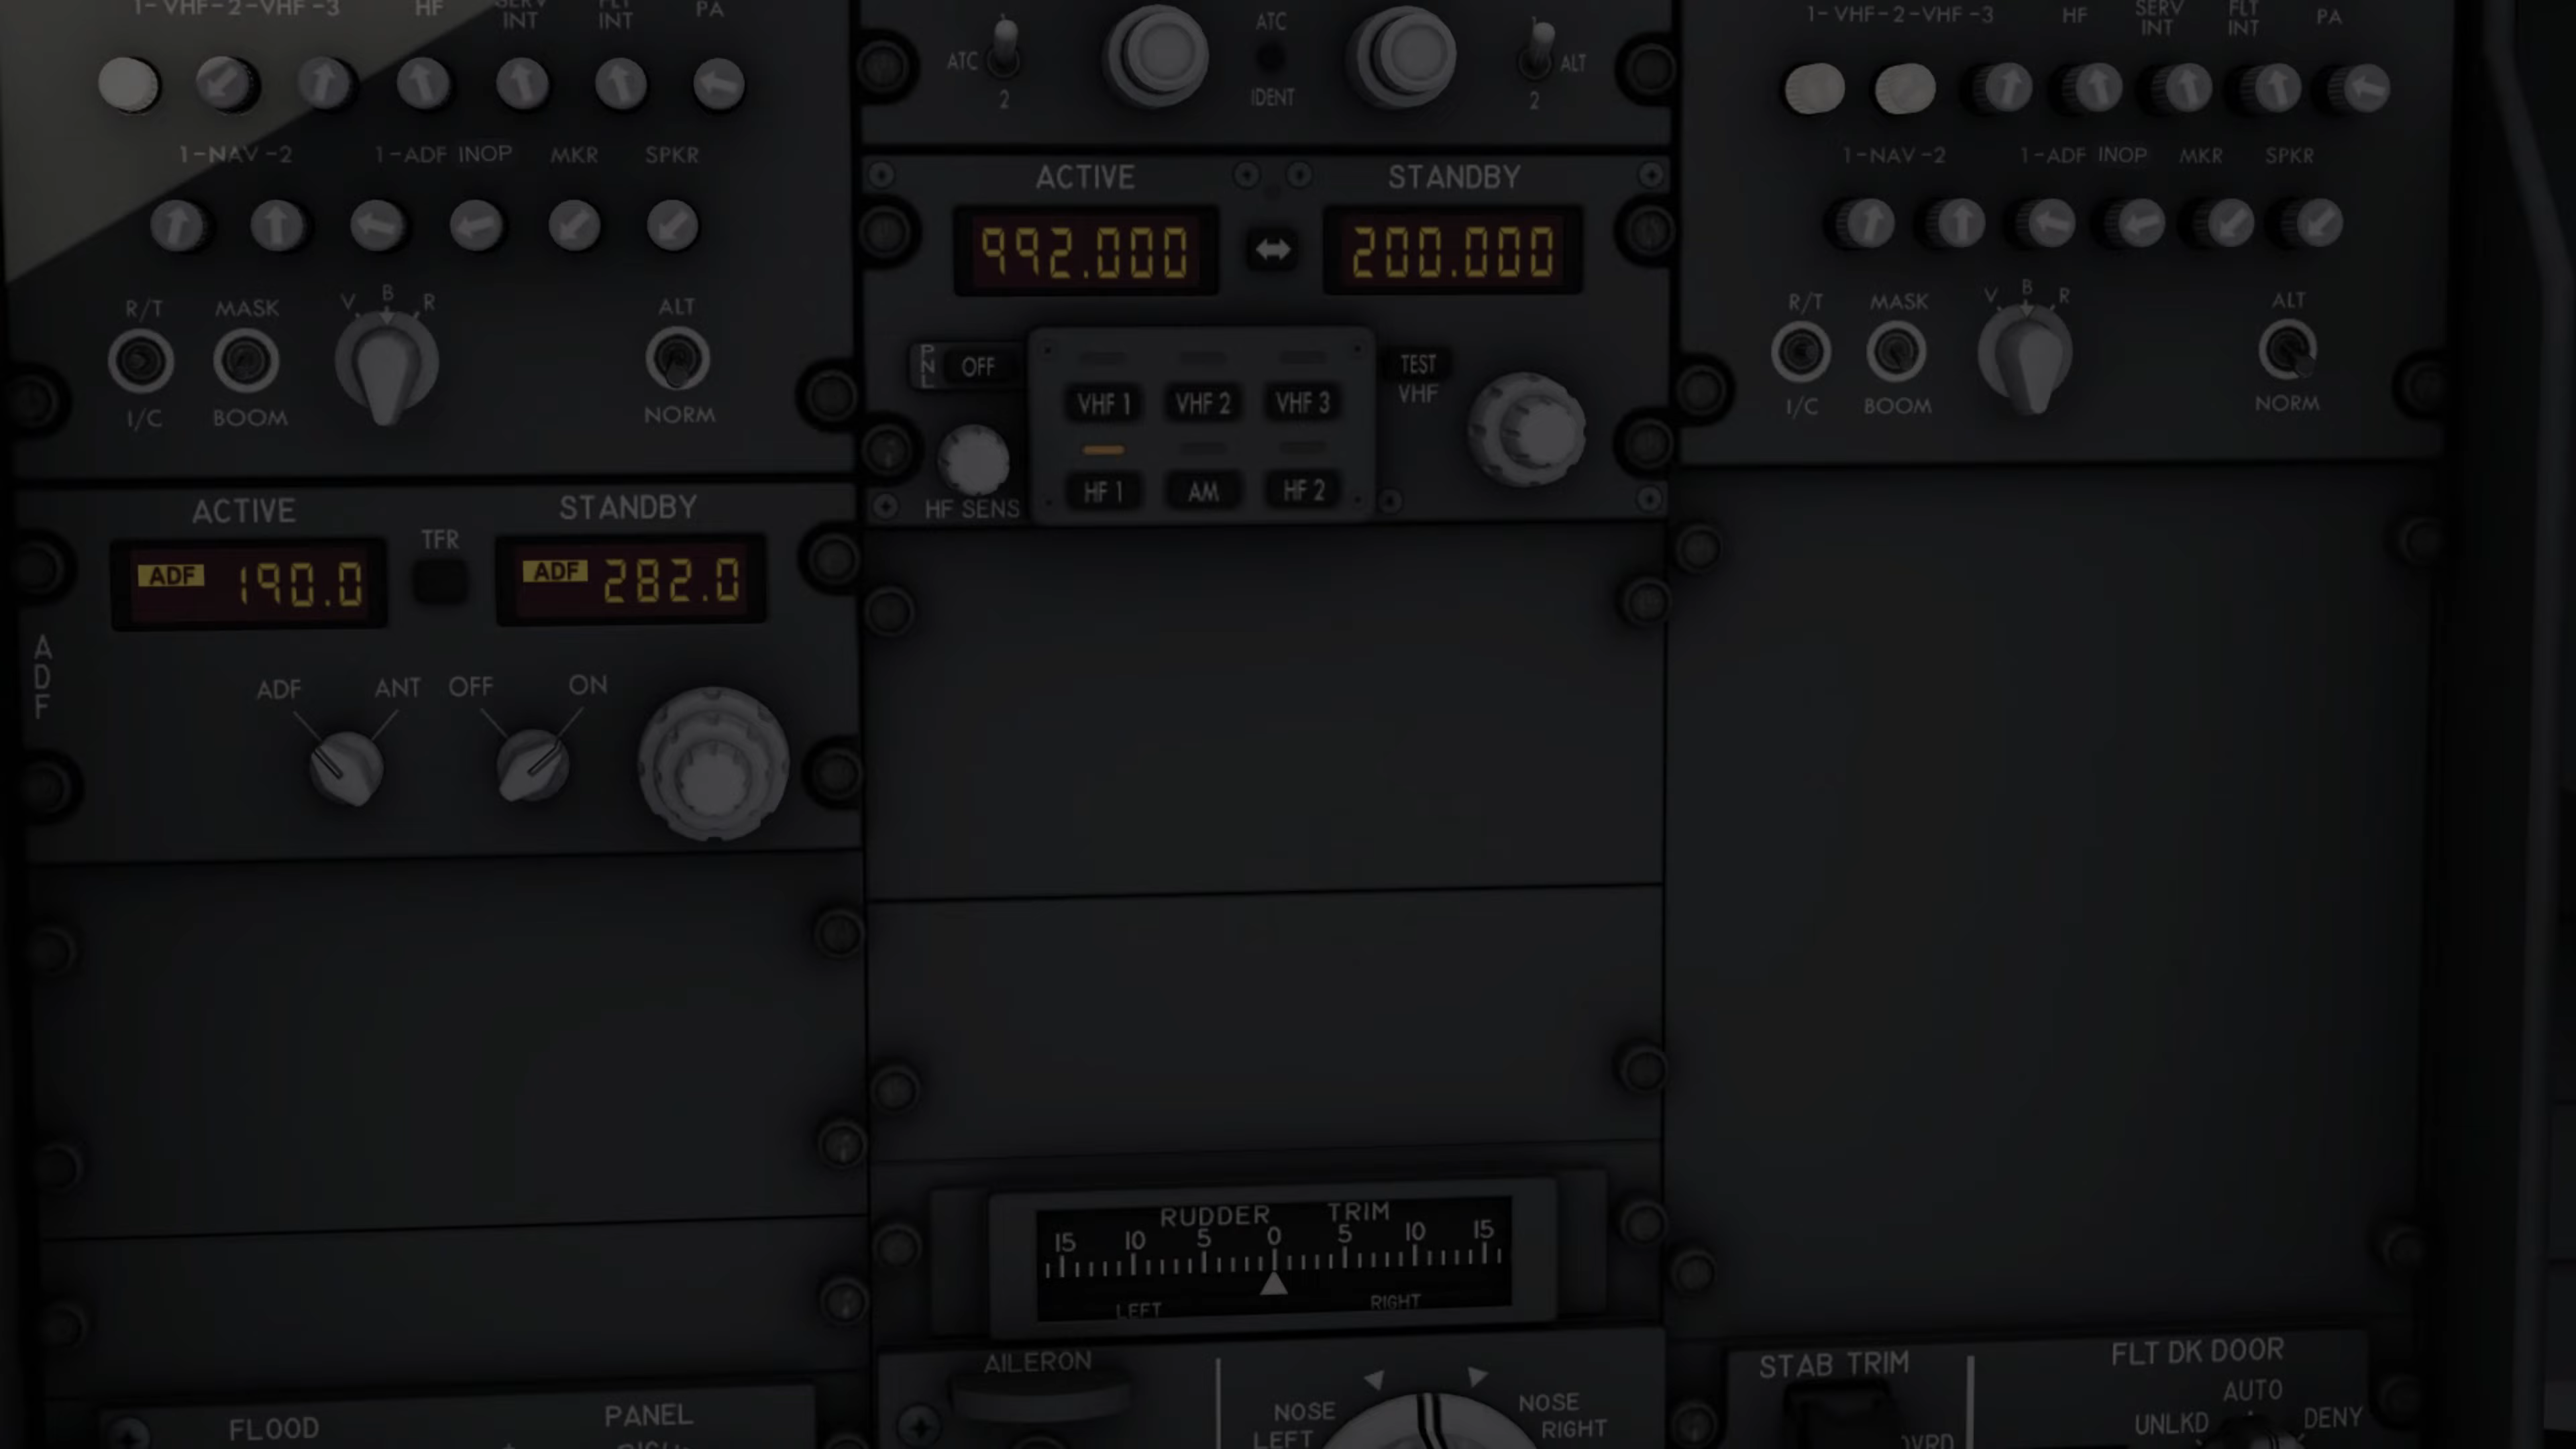 1-VHF-2-VHF-3 HF SERV INT FLT INT PA
1-NAV-2 1-ADF INOP MKR SPKR
R/T MASK V B R ALT
I/C BOOM NORM
ACTIVE STANDBY
TFR
ADF 190.0 ADF 282.0
ADF
ADF ANT OFF ON
FLOOD PANEL
1 ATC 1
ATC ALT
2 IDENT 2
ACTIVE STANDBY
992.000 200.000
PNL OFF TEST
VHF 1 VHF 2 VHF 3 VHF
HF SENS HF 1 AM HF 2
RUDDER TRIM
15 10 5 0 5 10 15
LEFT RIGHT
AILERON
NOSE LEFT NOSE RIGHT
1-VHF-2-VHF-3 HF SERV INT FLT INT PA
1-NAV-2 1-ADF INOP MKR SPKR
R/T MASK V B R ALT
I/C BOOM NORM
STAB TRIM FLT DK DOOR
AUTO
UNLKD DENY